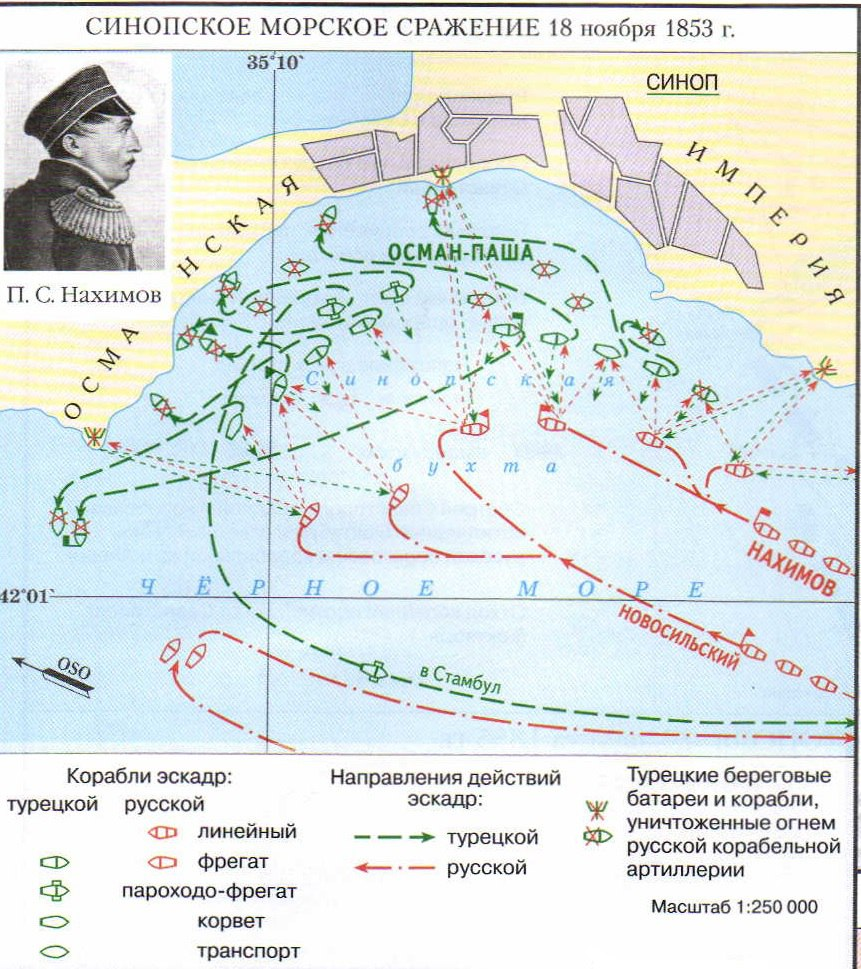 СИНОПСКОЕ МОРСКОЕ СРАЖЕНИЕ 18 ноября 1853 г.
35°10`
СИНОП
ОСМАНСКАЯ ИМПЕРИЯ
П. С. Нахимов
ОСМАН-ПАША
Синопская
бухта
НАХИМОВ
42°01`
ЧЁРНОЕ МОРЕ
НОВОСИЛЬСКИЙ
OSO
в Стамбул
Корабли эскадр:
турецкой русской
линейный
фрегат
пароходо-фрегат
корвет
транспорт
Направления действий
эскадр:
турецкой
русской
Турецкие береговые
батареи и корабли,
уничтоженные огнем
русской корабельной
артиллерии
Масштаб 1:250 000